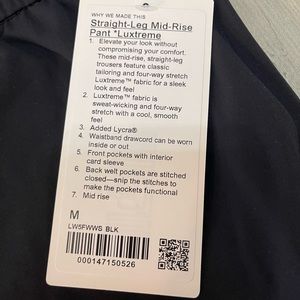 WHY WE MADE THIS
Straight-Leg Mid-Rise
Pant *Luxtreme
1. Elevate your look without
compromising your comfort.
These mid-rise, straight-leg
trousers feature classic
tailoring and four-way stretch
Luxtreme™ fabric for a sleek
look and feel
2. Luxtreme™ fabric is
sweat-wicking and four-way
stretch with a cool, smooth
feel
3. Added Lycra®
4. Waistband drawcord can be worn
inside or out
5. Front pockets with interior
card sleeve
6. Back welt pockets are stitched
closed—snip the stitches to
make the pockets functional
7. Mid rise
M
LW5FWWS BLK
000147150526